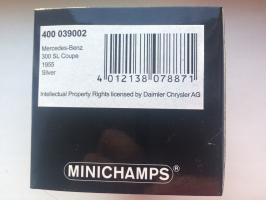 400 039002
Mercedes-Benz
300 SL Coupe
1955
Silver
4 012138 078871
Intellectual Property Rights licensed by Daimler Chrysler AG
MINICHAMPS®